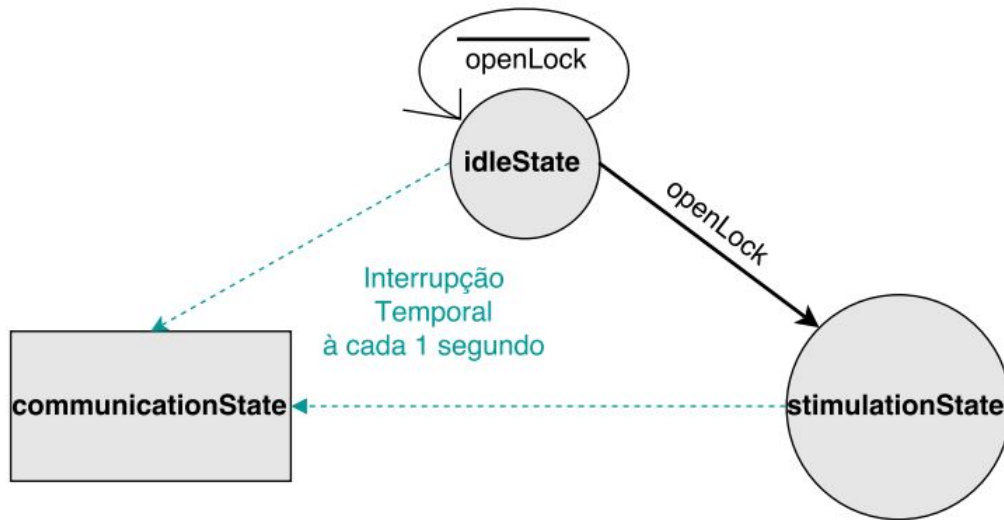 openLock
idleState
openLock
Interrupção
Temporal
à cada 1 segundo
communicationState
stimulationState